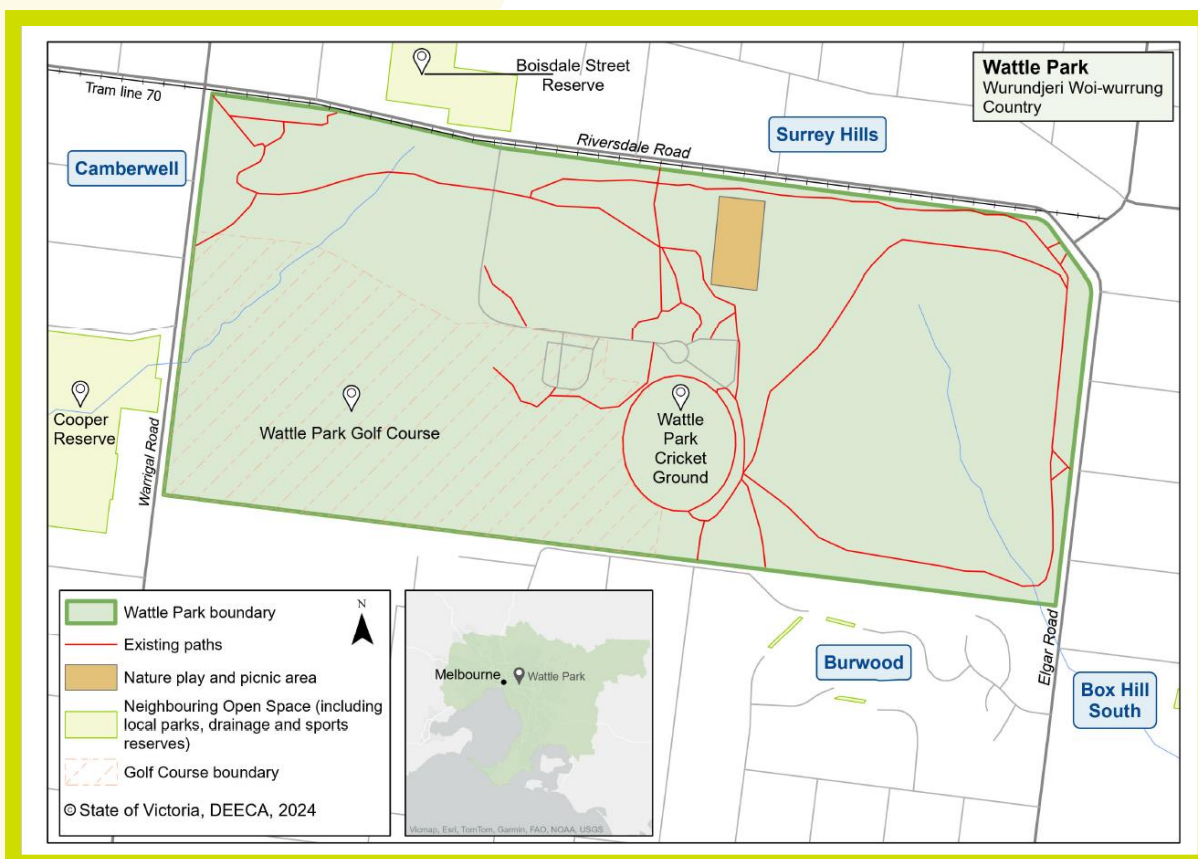 Boisdale Street
Reserve
Wattle Park
Wurundjeri Woi-wurrung
Country
Tram line 70
Riversdale Road
Surrey Hills
Camberwell
Cooper
Reserve
Warrigal Road
Wattle Park Golf Course
Wattle
Park
Cricket
Ground
Wattle Park boundary
N
Existing paths
Nature play and picnic area
Neighbouring Open Space (including
local parks, drainage and sports
reserves)
Golf Course boundary
© State of Victoria, DEECA, 2024
Melbourne
Wattle Park
Vicmap, Esri, TomTom, Garmin, FAO, NOAA, USGS
Burwood
Elgar Road
Box Hill
South